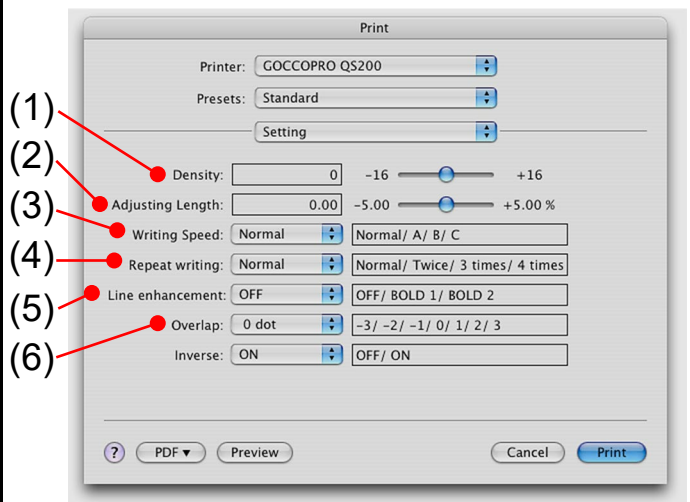 Print
Printer: GOCCOPRO QS200
Presets: Standard
Setting
(1) Density: 0 -16 +16
(2) Adjusting Length: 0.00 -5.00 +5.00 %
(3) Writing Speed: Normal Normal/ A/ B/ C
(4) Repeat writing: Normal Normal/ Twice/ 3 times/ 4 times
(5) Line enhancement: OFF OFF/ BOLD 1/ BOLD 2
(6) Overlap: 0 dot -3/ -2/ -1/ 0/ 1/ 2/ 3
Inverse: ON OFF/ ON
? PDF ▼ Preview Cancel Print